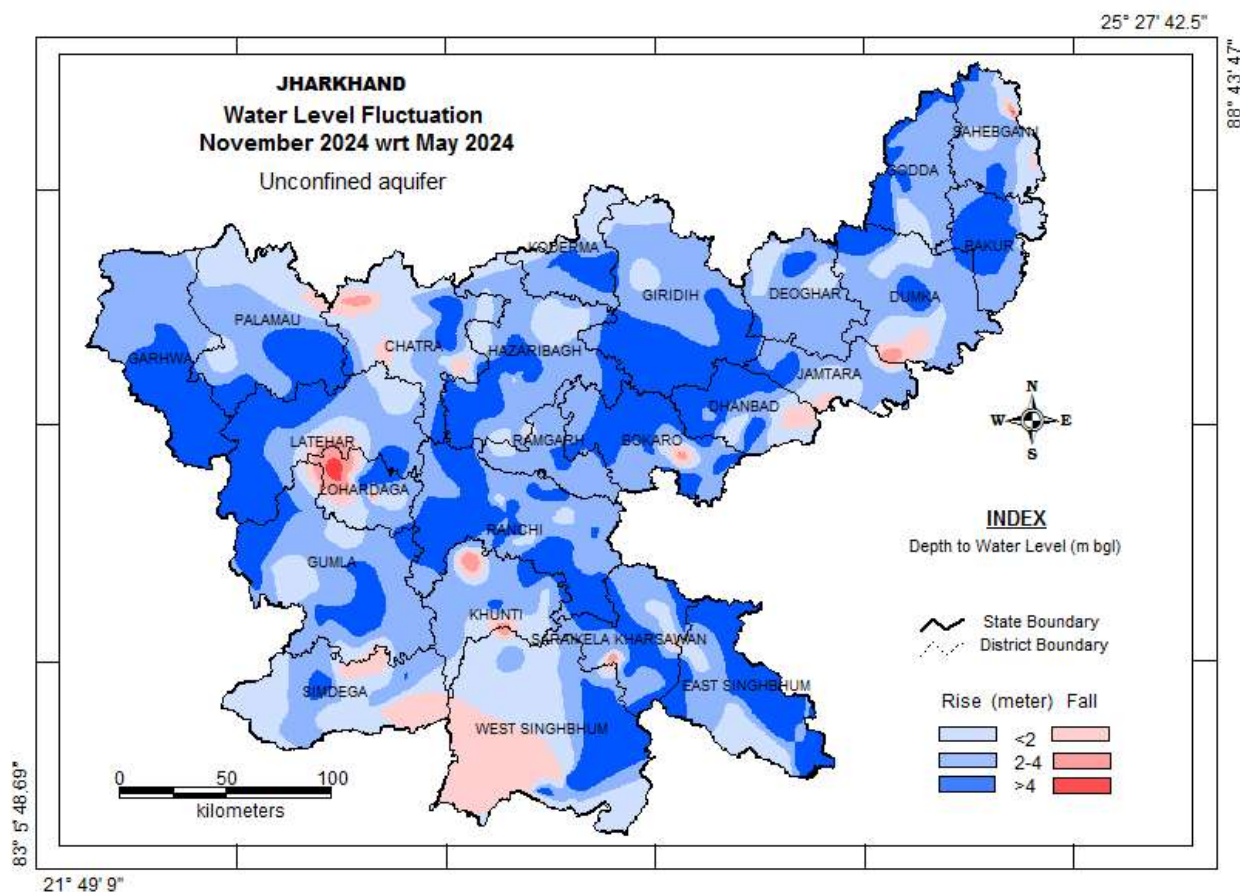 25° 27' 42.5"
88° 43' 47"
JHARKHAND
Water Level Fluctuation
November 2024 wrt May 2024
Unconfined aquifer
SAHEBGANJ
GODDA
PAKUR
KODERMA
GIRIDIH
DEOGHAR
DUMKA
PALAMAU
GARHWA
CHATRA
HAZARIBAGH
JAMTARA
DHANBAD
LATEHAR
RAMGARH
BOKARO
LOHARDAGA
RANCHI
GUMLA
KHUNTI
SARAIKELA KHARSAWAN
SIMDEGA
EAST SINGHBHUM
WEST SINGHBHUM
N
W E
S
INDEX
Depth to Water Level (m bgl)
State Boundary
District Boundary
Rise (meter) Fall
<2
2-4
>4
0 50 100
kilometers
83° 5' 48.69"
21° 49' 9"